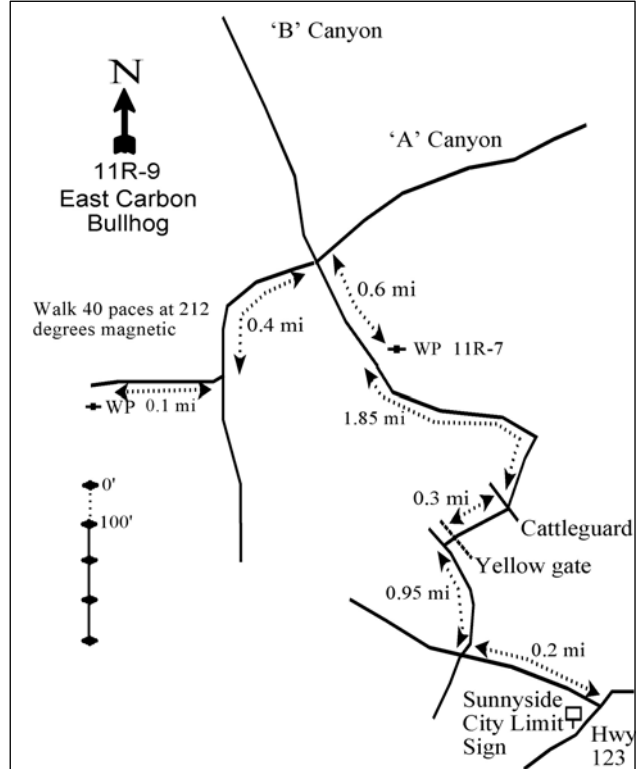 'B' Canyon
N
'A' Canyon
11R-9
East Carbon
Bullhog
0.6 mi
Walk 40 paces at 212
degrees magnetic
0.4 mi
WP 11R-7
WP
0.1 mi
1.85 mi
0'
0.3 mi
100'
Cattleguard
Yellow gate
0.95 mi
0.2 mi
Sunnyside
City Limit
Sign
Hwy
123